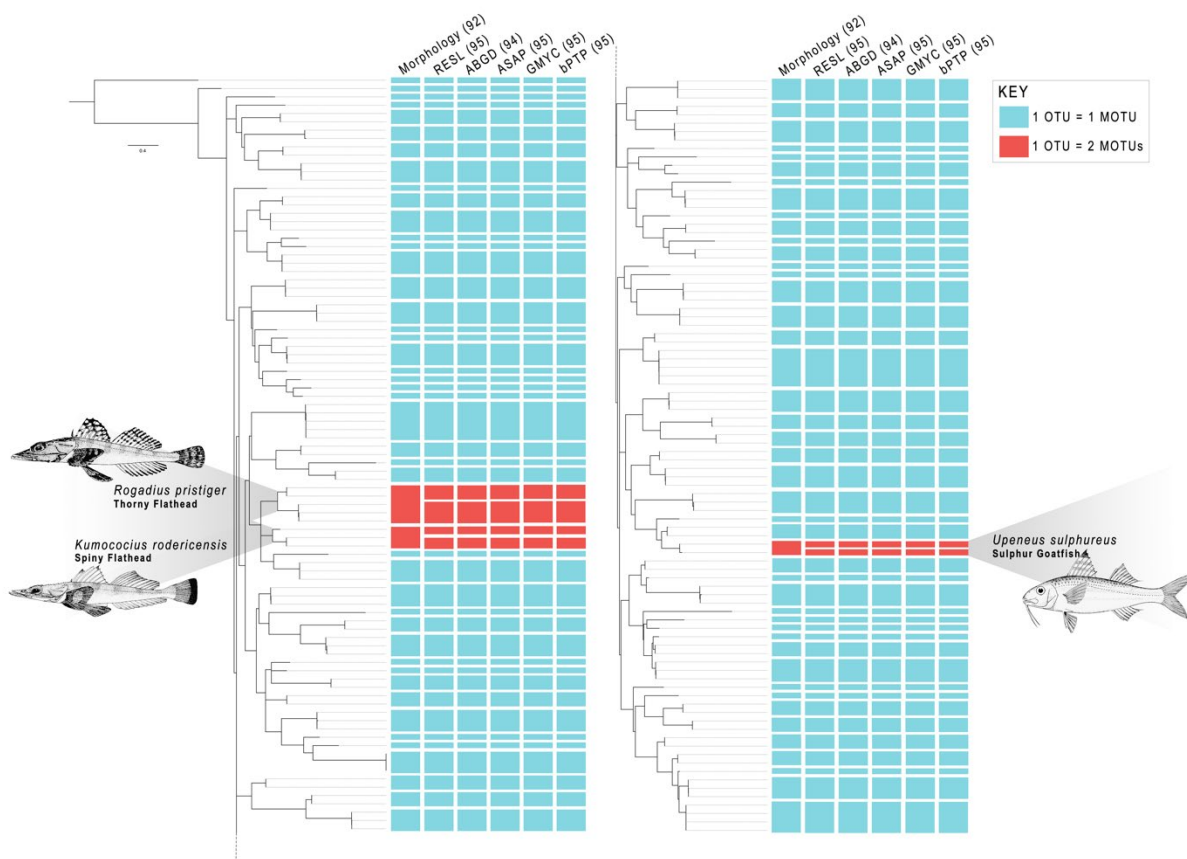 Morphology (92)
RESL (95)
ABGD (94)
ASAP (95)
GMYC (95)
bPTP (95)
0.4
Rogadius pristiger
Thorny Flathead
Kumococius rodericensis
Spiny Flathead
Morphology (92)
RESL (95)
ABGD (94)
ASAP (95)
GMYC (95)
bPTP (95)
Upeneus sulphureus
Sulphur Goatfish
KEY
1 OTU = 1 MOTU
1 OTU = 2 MOTUs